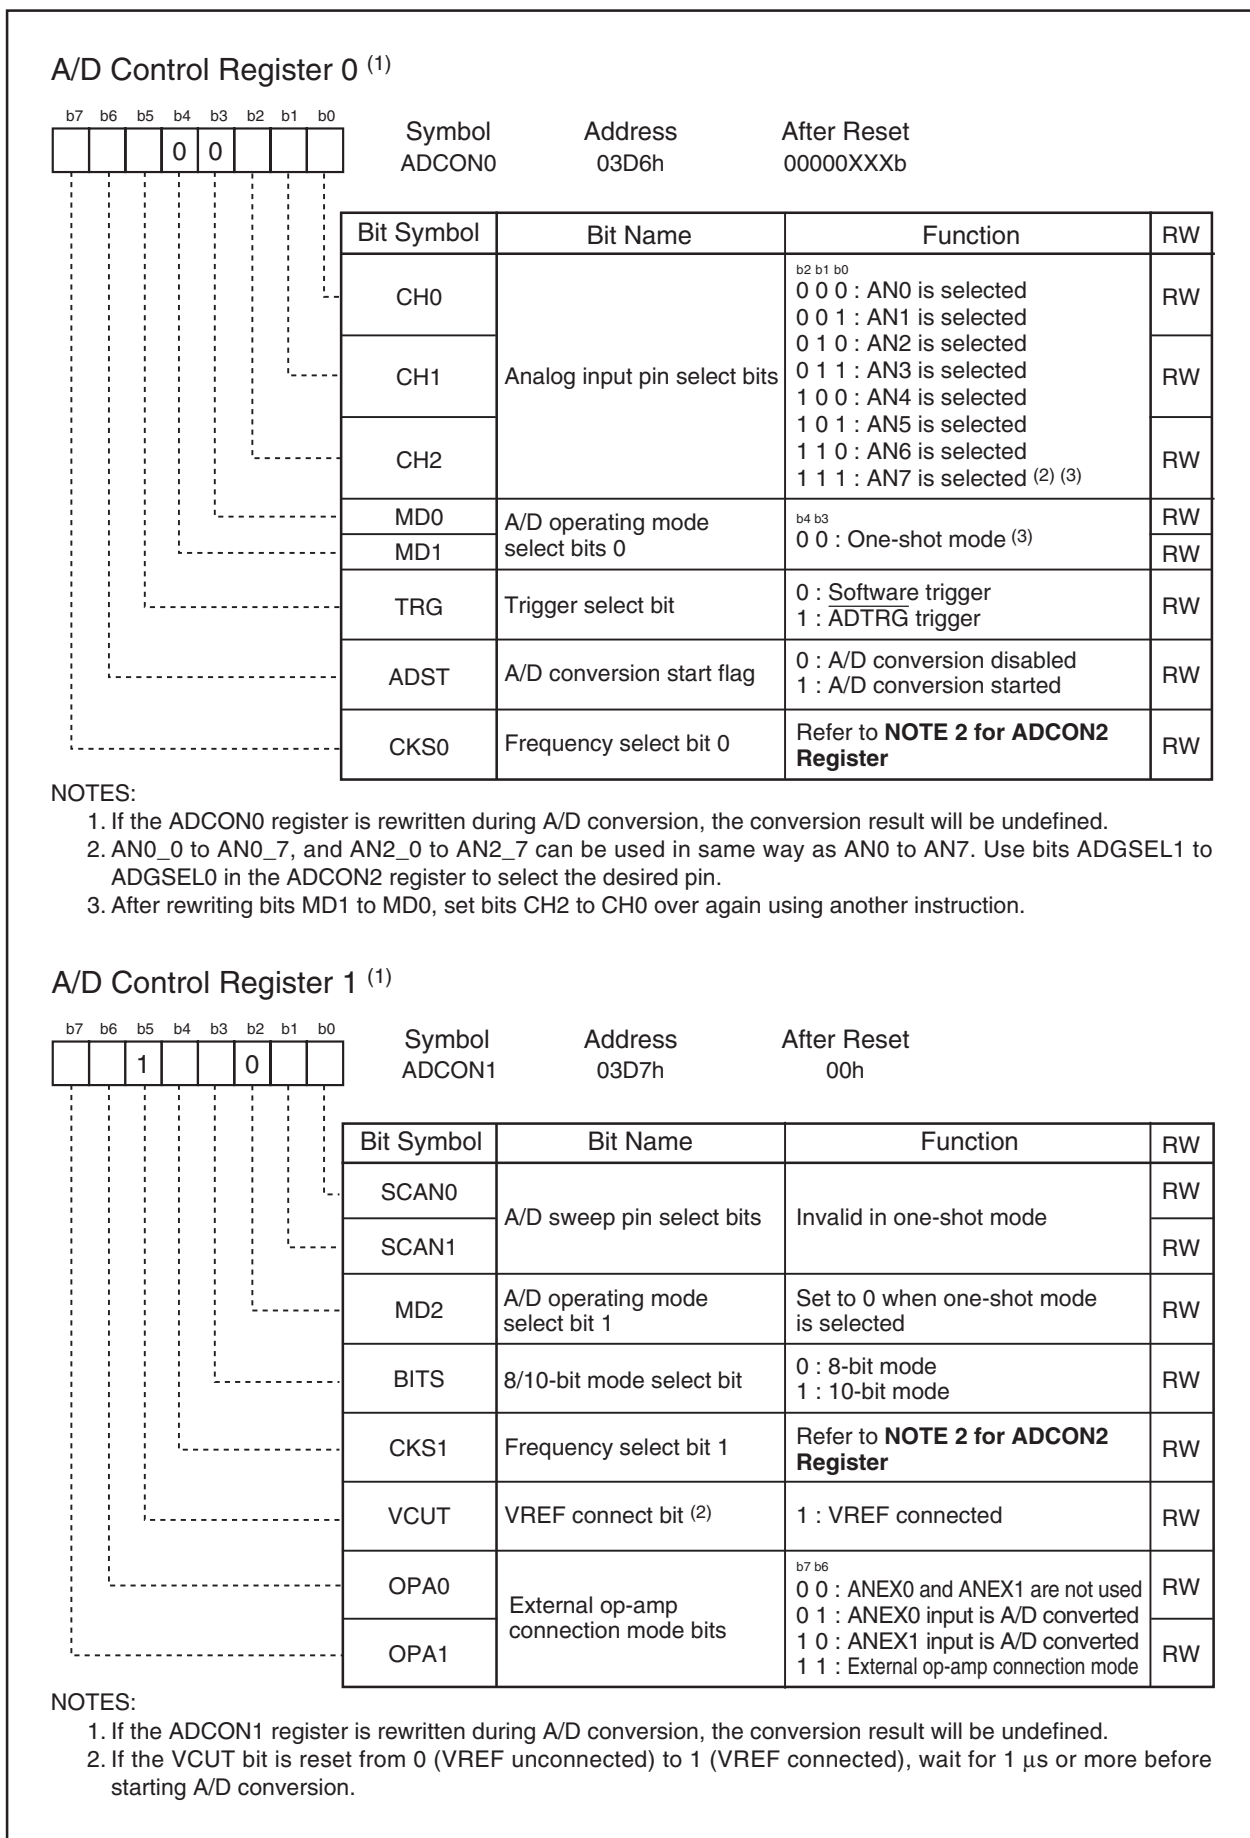 A/D Control Register 0 (1)
b7 b6 b5 b4 b3 b2 b1 b0
0 0
Symbol Address After Reset
ADCON0 03D6h 00000XXXb
Bit Symbol Bit Name Function RW
CH0 RW
CH1 RW
CH2 RW
Analog input pin select bits
b2 b1 b0
0 0 0 : AN0 is selected
0 0 1 : AN1 is selected
0 1 0 : AN2 is selected
0 1 1 : AN3 is selected
1 0 0 : AN4 is selected
1 0 1 : AN5 is selected
1 1 0 : AN6 is selected
1 1 1 : AN7 is selected (2) (3)
MD0 RW
MD1 RW
A/D operating mode
select bits 0
b4 b3
0 0 : One-shot mode (3)
TRG Trigger select bit RW
0 : Software trigger
1 : ADTRG trigger
ADST A/D conversion start flag RW
0 : A/D conversion disabled
1 : A/D conversion started
CKS0 Frequency select bit 0 RW
Refer to NOTE 2 for ADCON2
Register
NOTES:
1. If the ADCON0 register is rewritten during A/D conversion, the conversion result will be undefined.
2. AN0_0 to AN0_7, and AN2_0 to AN2_7 can be used in same way as AN0 to AN7. Use bits ADGSEL1 to
ADGSEL0 in the ADCON2 register to select the desired pin.
3. After rewriting bits MD1 to MD0, set bits CH2 to CH0 over again using another instruction.
A/D Control Register 1 (1)
b7 b6 b5 b4 b3 b2 b1 b0
1 0
Symbol Address After Reset
ADCON1 03D7h 00h
Bit Symbol Bit Name Function RW
SCAN0 RW
SCAN1 RW
A/D sweep pin select bits
Invalid in one-shot mode
MD2 RW
A/D operating mode
select bit 1
Set to 0 when one-shot mode
is selected
BITS 8/10-bit mode select bit RW
0 : 8-bit mode
1 : 10-bit mode
CKS1 Frequency select bit 1 RW
Refer to NOTE 2 for ADCON2
Register
VCUT VREF connect bit (2) 1 : VREF connected RW
OPA0 RW
OPA1 RW
External op-amp
connection mode bits
b7 b6
0 0 : ANEX0 and ANEX1 are not used
0 1 : ANEX0 input is A/D converted
1 0 : ANEX1 input is A/D converted
1 1 : External op-amp connection mode
NOTES:
1. If the ADCON1 register is rewritten during A/D conversion, the conversion result will be undefined.
2. If the VCUT bit is reset from 0 (VREF unconnected) to 1 (VREF connected), wait for 1 μs or more before
starting A/D conversion.